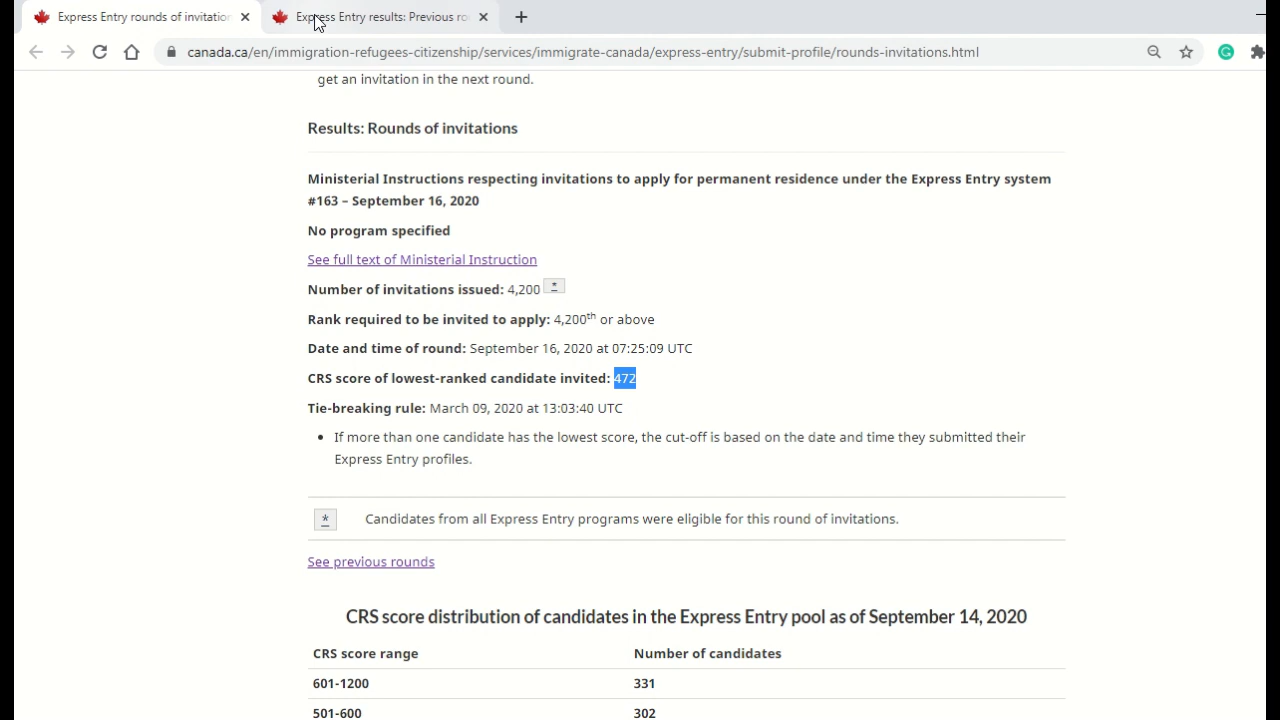 Express Entry rounds of invitation
Express Entry results: Previous ro
canada.ca/en/immigration-refugees-citizenship/services/immigrate-canada/express-entry/submit-profile/rounds-invitations.html
get an invitation in the next round.
Results: Rounds of invitations
Ministerial Instructions respecting invitations to apply for permanent residence under the Express Entry system
#163 – September 16, 2020
No program specified
See full text of Ministerial Instruction
Number of invitations issued: 4,200 *
Rank required to be invited to apply: 4,200th or above
Date and time of round: September 16, 2020 at 07:25:09 UTC
CRS score of lowest-ranked candidate invited: 472
Tie-breaking rule: March 09, 2020 at 13:03:40 UTC
• If more than one candidate has the lowest score, the cut-off is based on the date and time they submitted their
Express Entry profiles.
* Candidates from all Express Entry programs were eligible for this round of invitations.
See previous rounds
CRS score distribution of candidates in the Express Entry pool as of September 14, 2020
CRS score range Number of candidates
601-1200 331
501-600 302